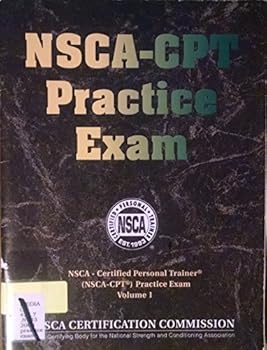 NSCA-CPT
Practice
Exam
CERTIFIED PERSONAL TRAINER
NSCA
EST. 1993
NSCA - Certified Personal Trainer®
(NSCA-CPT®) Practice Exam
Volume 1
NSCA CERTIFICATION COMMISSION
Certifying Body for the National Strength and Conditioning Association